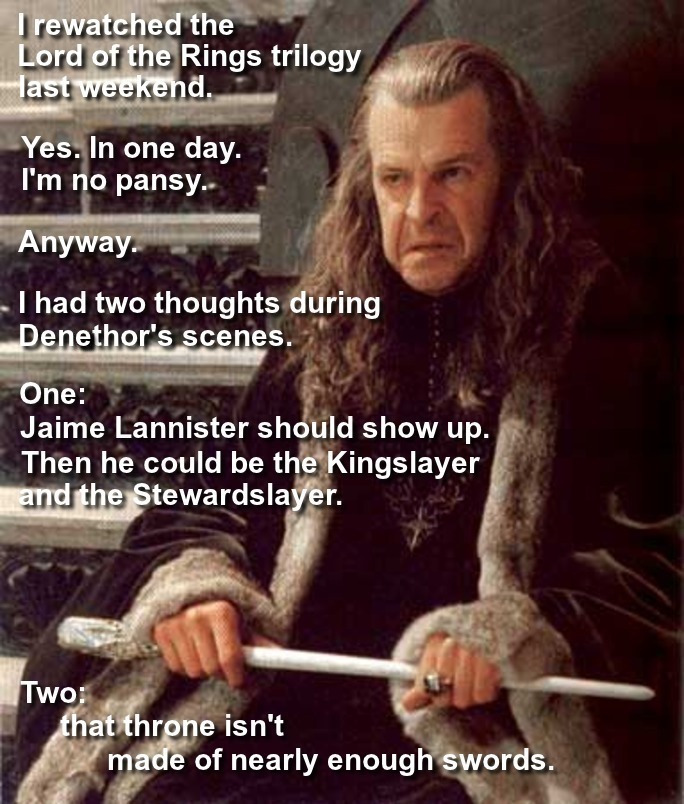 I rewatched the
Lord of the Rings trilogy
last weekend.
Yes. In one day.
I'm no pansy.
Anyway.
I had two thoughts during
Denethor's scenes.
One:
Jaime Lannister should show up.
Then he could be the Kingslayer
and the Stewardslayer.
Two:
that throne isn't
made of nearly enough swords.